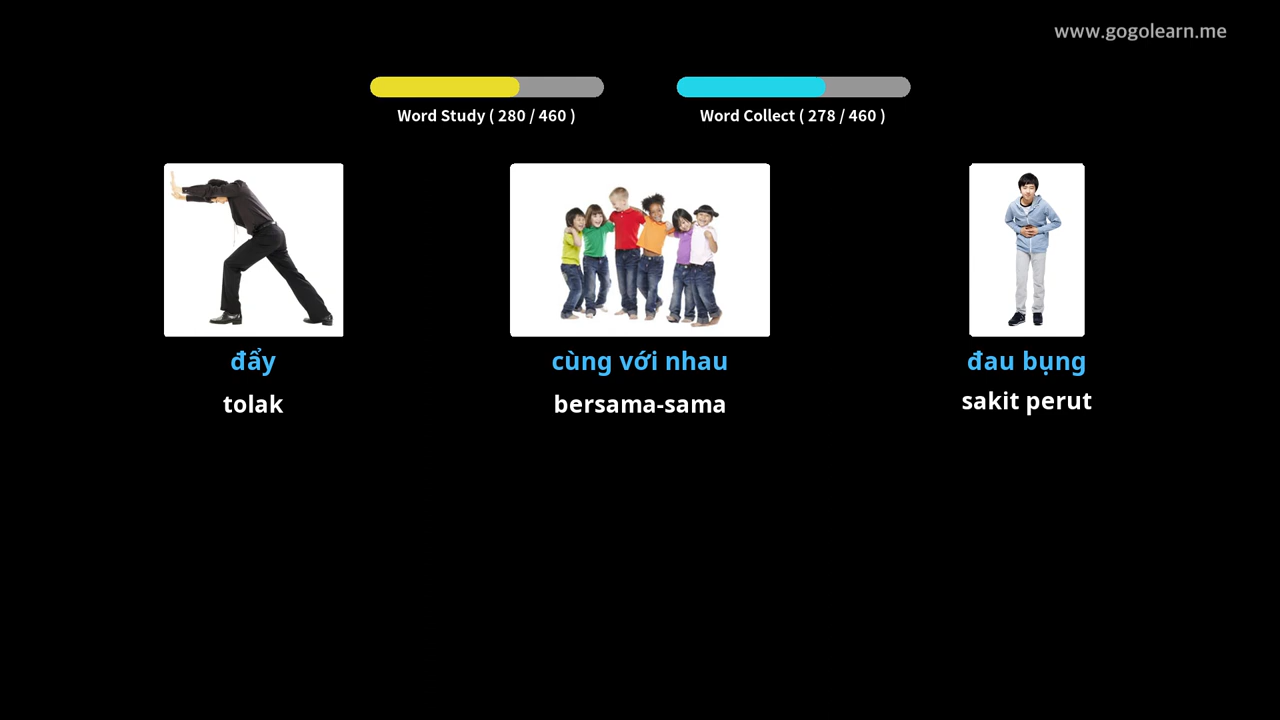 www.gogolearn.me
Word Study ( 280 / 460 )
Word Collect ( 278 / 460 )
đẩy
cùng với nhau
đau bụng
tolak
bersama-sama
sakit perut